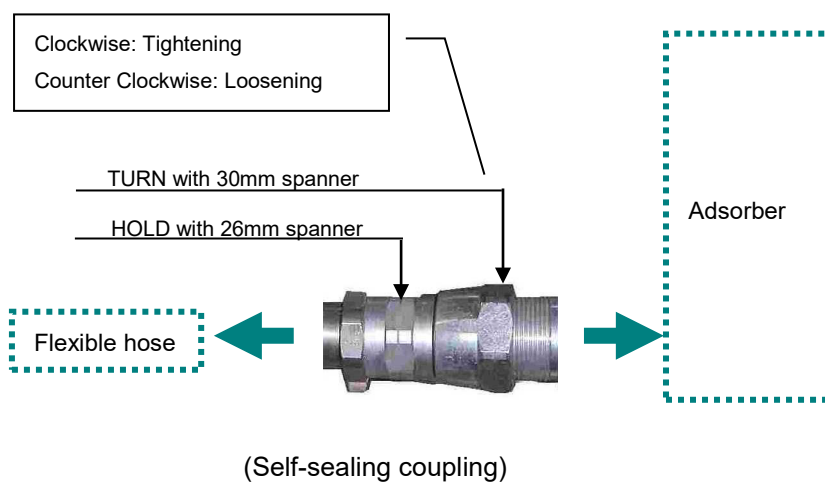 Clockwise: Tightening
Counter Clockwise: Loosening
TURN with 30mm spanner
HOLD with 26mm spanner
Adsorber
Flexible hose
(Self-sealing coupling)